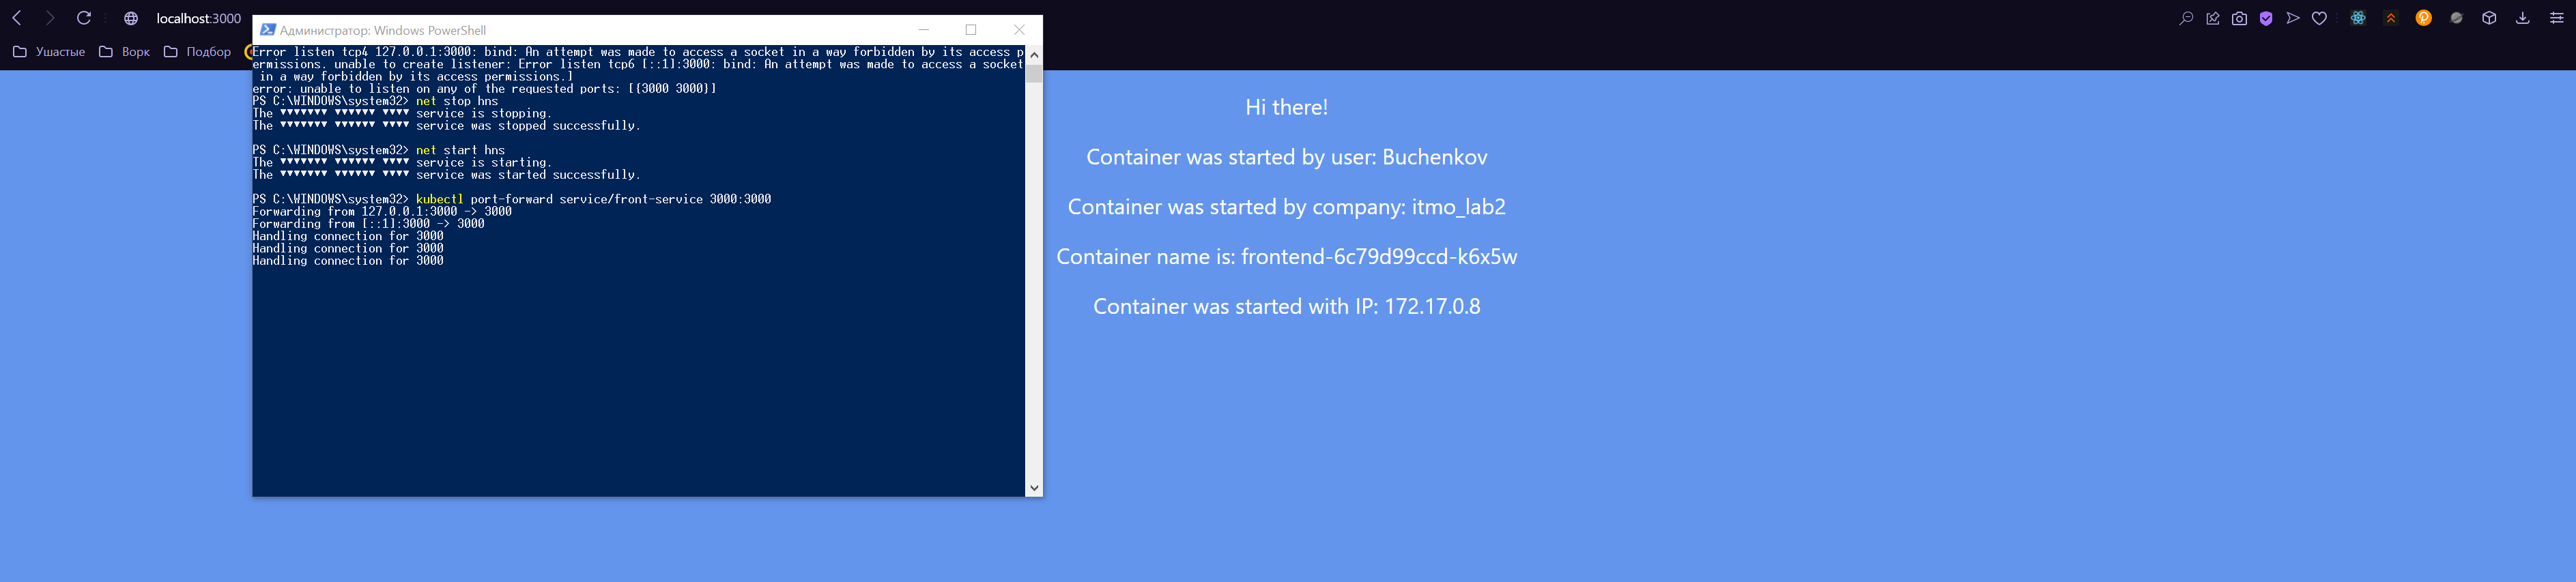 localhost:3000
Ушастые
Ворк
Подбор
Администратор: Windows PowerShell
Error listen tcp4 127.0.0.1:3000: bind: An attempt was made to access a socket in a way forbidden by its access p
ermissions. unable to create listener: Error listen tcp6 [::1]:3000: bind: An attempt was made to access a socket
in a way forbidden by its access permissions.]
error: unable to listen on any of the requested ports: [{3000 3000}]
PS C:\WINDOWS\system32> net stop hns
The ▼▼▼▼▼▼▼ ▼▼▼▼▼▼ ▼▼▼▼ service is stopping.
The ▼▼▼▼▼▼▼ ▼▼▼▼▼▼ ▼▼▼▼ service was stopped successfully.
PS C:\WINDOWS\system32> net start hns
The ▼▼▼▼▼▼▼ ▼▼▼▼▼▼ ▼▼▼▼ service is starting.
The ▼▼▼▼▼▼▼ ▼▼▼▼▼▼ ▼▼▼▼ service was started successfully.
PS C:\WINDOWS\system32> kubectl port-forward service/front-service 3000:3000
Forwarding from 127.0.0.1:3000 -> 3000
Forwarding from [::1]:3000 -> 3000
Handling connection for 3000
Handling connection for 3000
Handling connection for 3000
Hi there!
Container was started by user: Buchenkov
Container was started by company: itmo_lab2
Container name is: frontend-6c79d99ccd-k6x5w
Container was started with IP: 172.17.0.8